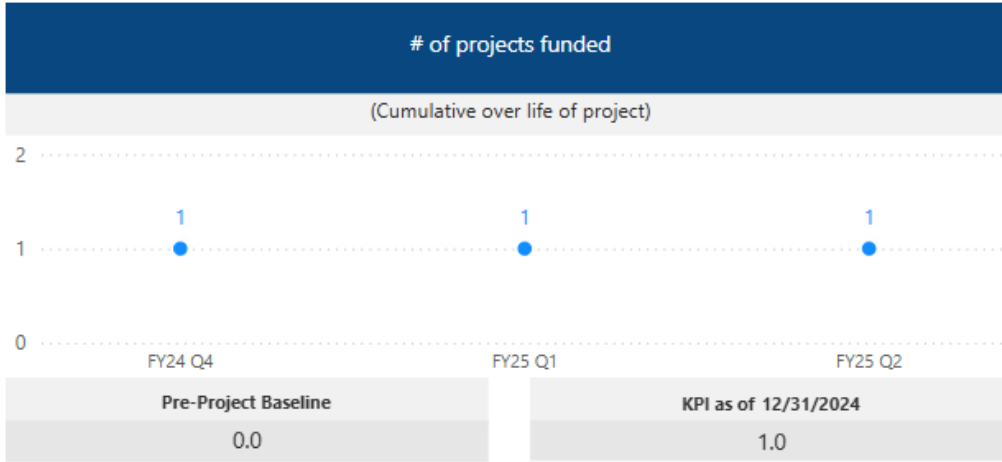 # of projects funded
(Cumulative over life of project)
2
1 1 1
1
0
FY24 Q4 FY25 Q1 FY25 Q2
Pre-Project Baseline KPI as of 12/31/2024
0.0 1.0